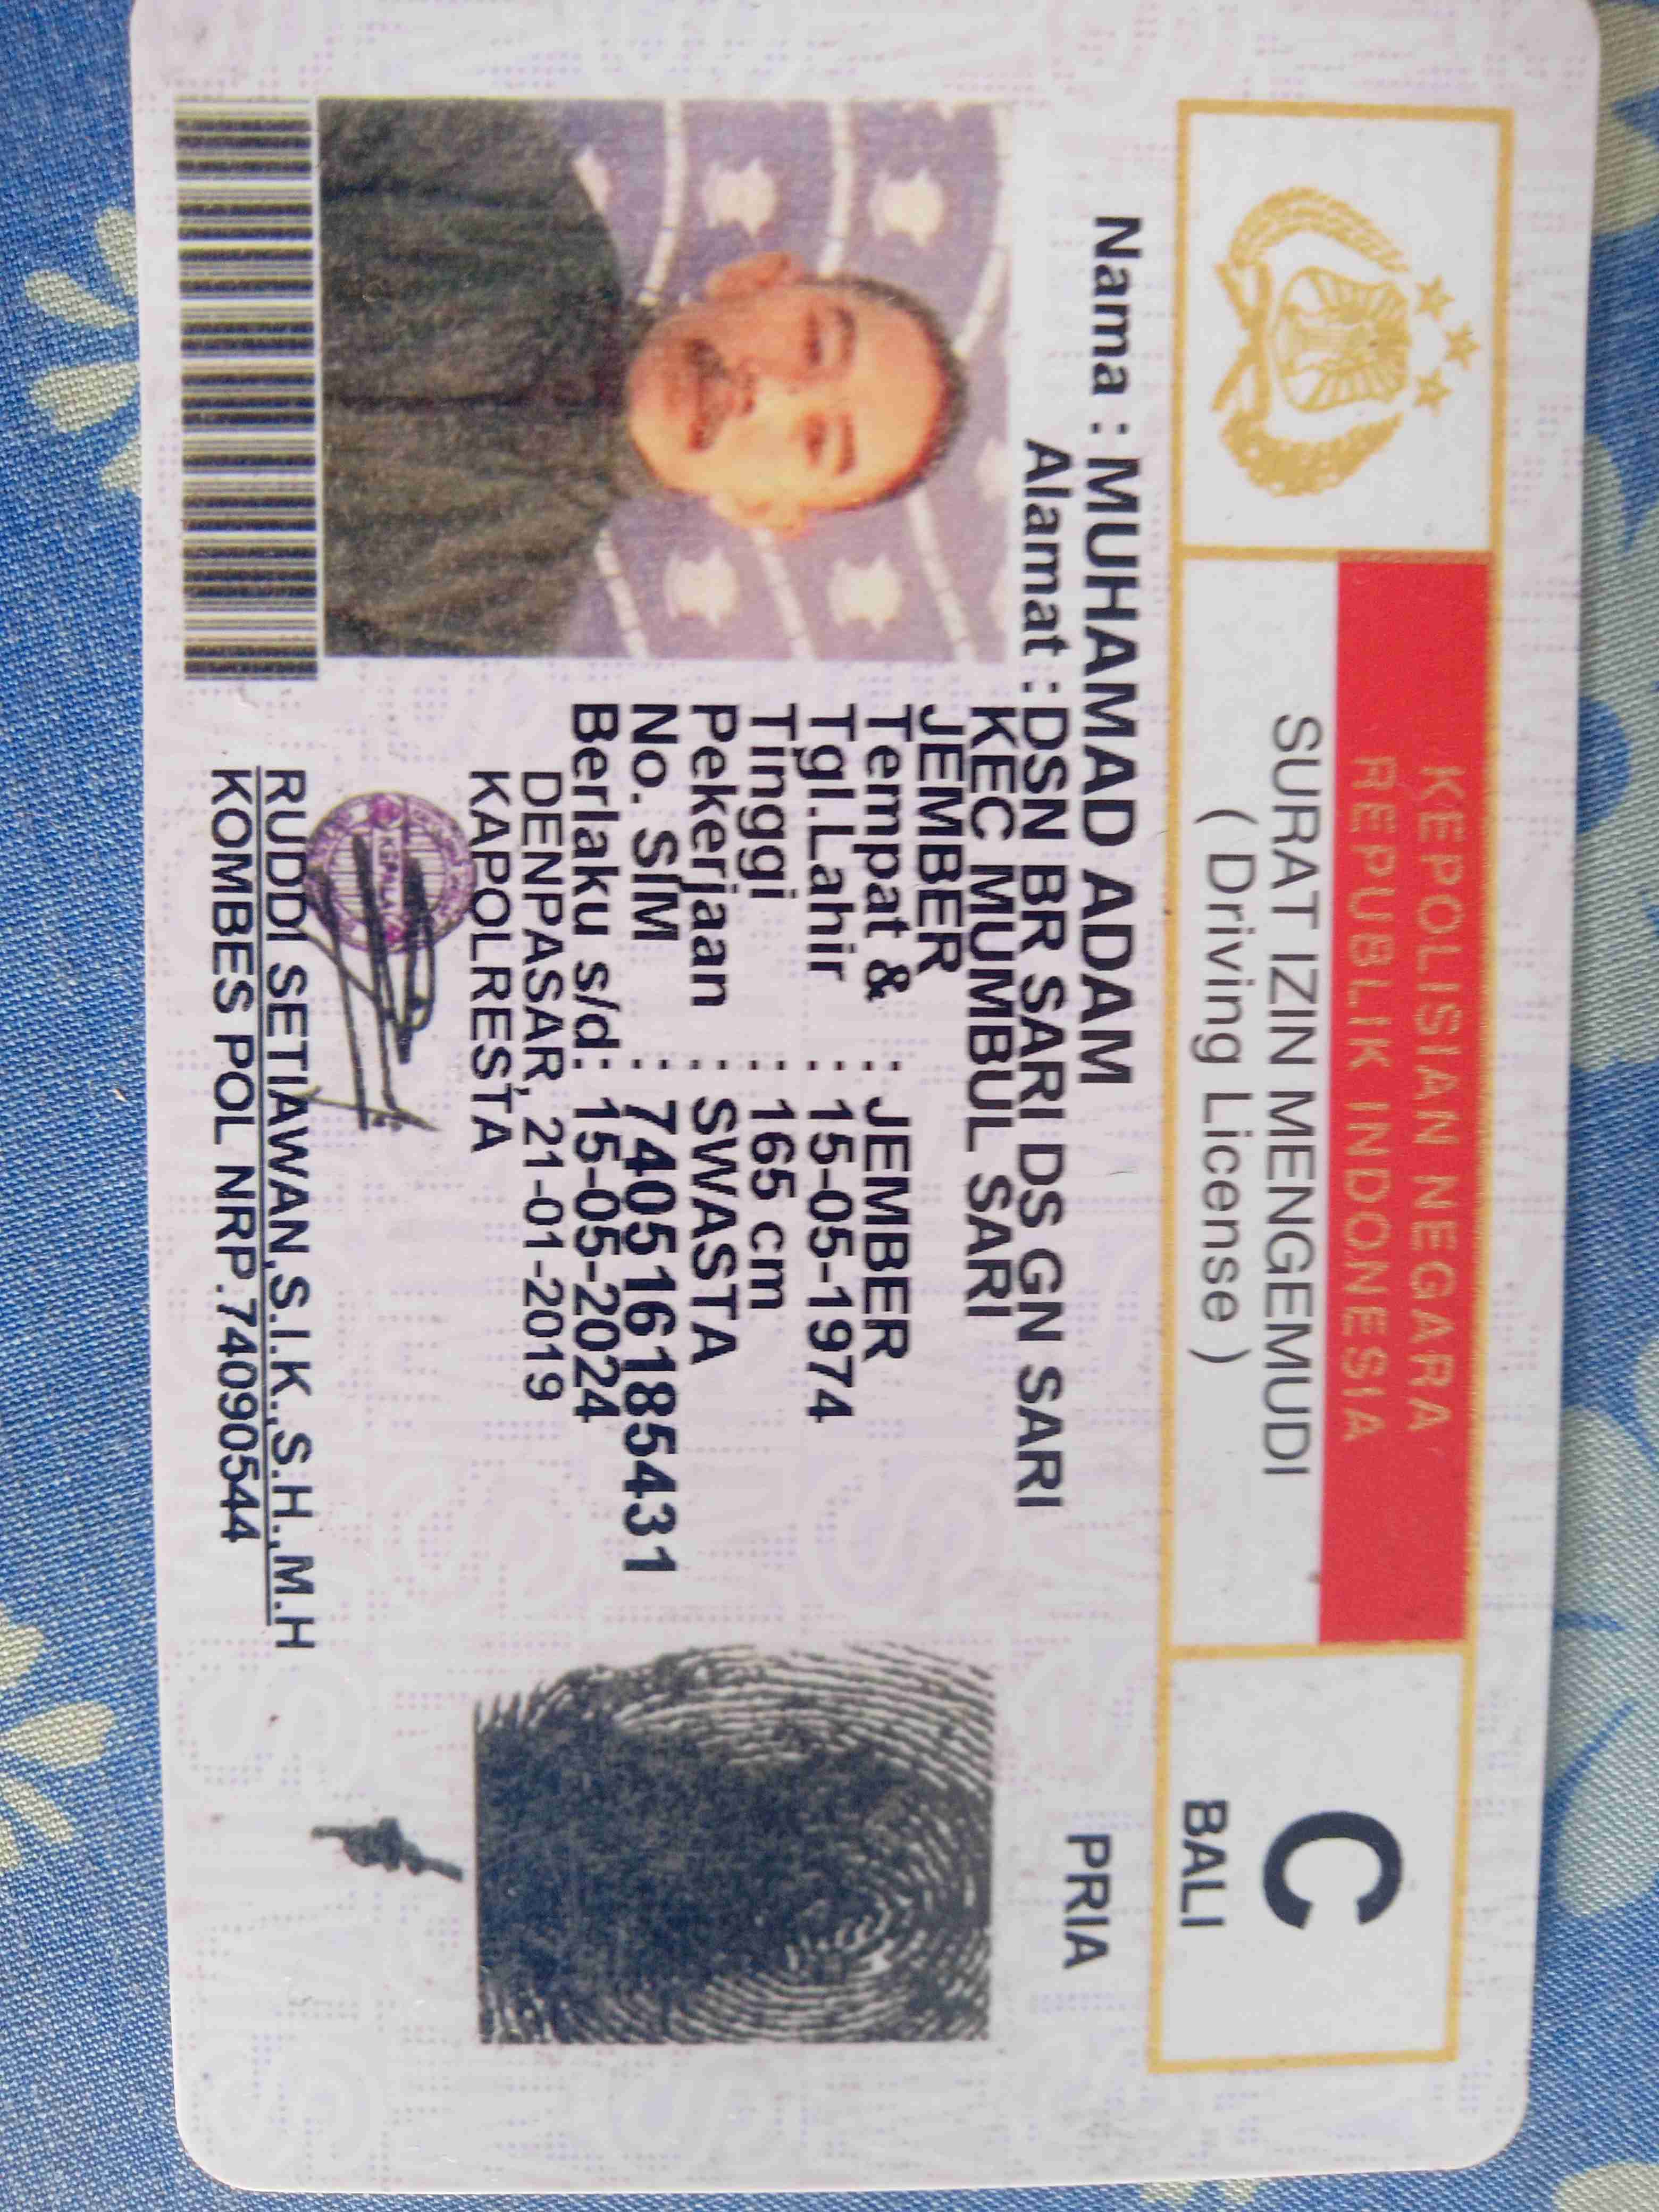 KEPOLISIAN NEGARA
REPUBLIK INDONESIA
SURAT IZIN MENGEMUDI
( Driving License )
C
BALI
Nama : MUHAMAD ADAM
PRIA
Alamat : DSN BR SARI DS GN SARI
KEC MUMBUL SARI
JEMBER
Tempat & : JEMBER
Tgl.Lahir : 15-05-1974
Tinggi : 165 cm
Pekerjaan : SWASTA
No. SIM : 740516185431
Berlaku s/d: 15-05-2024
DENPASAR, 21-01-2019
KAPOLRESTA
KEPALA
RUDDI SETIAWAN,S.I.K.,S.H.,M.H
KOMBES POL NRP.74090544